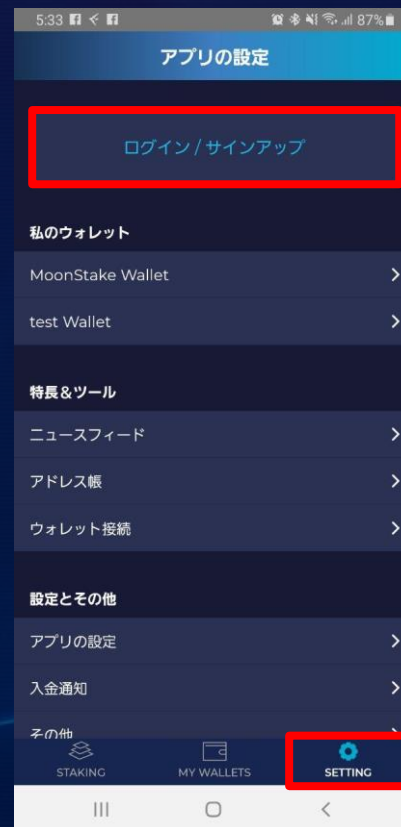 5:33 87%
アプリの設定
ログイン / サインアップ
私のウォレット
MoonStake Wallet
test Wallet
特長＆ツール
ニュースフィード
アドレス帳
ウォレット接続
設定とその他
アプリの設定
入金通知
その他
STAKING MY WALLETS SETTING